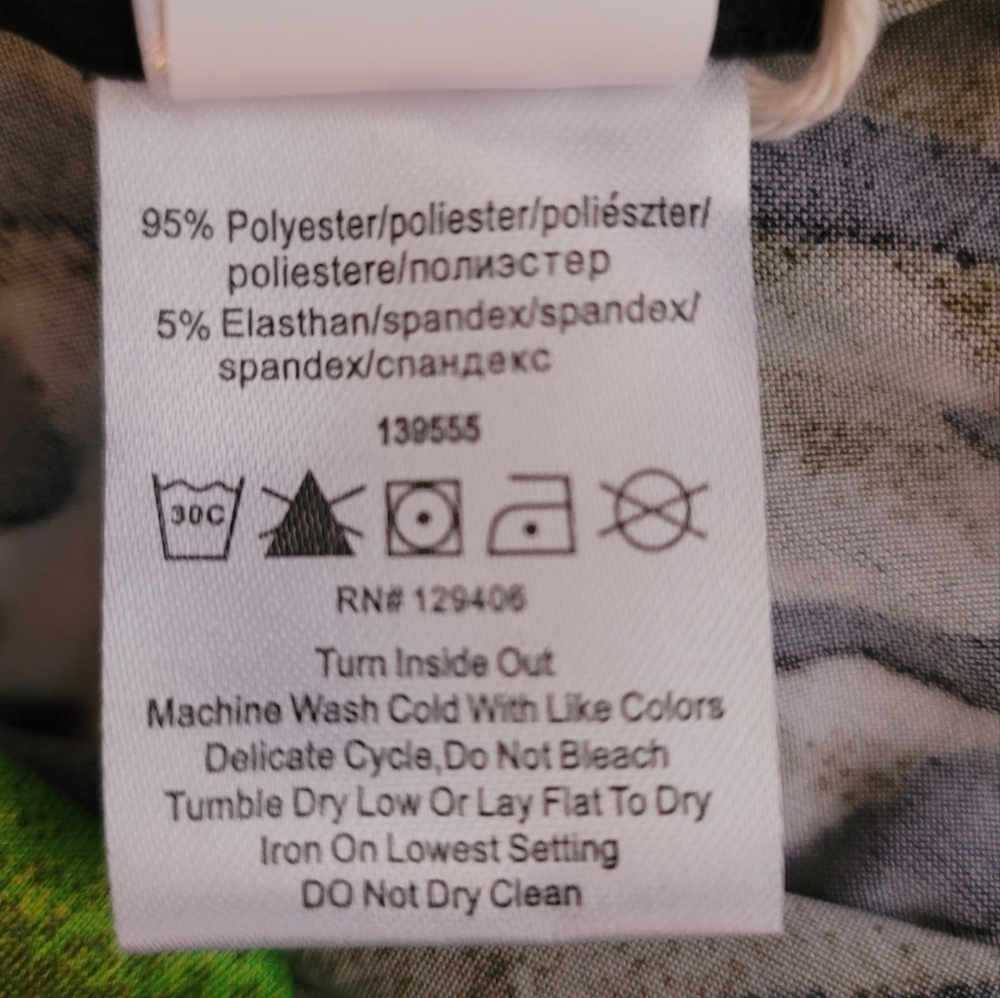 95% Polyester/poliester/poliészter/
poliestere/полиэстер
5% Elasthan/spandex/spandex/
spandex/спандекс
139555
30C
RN# 129406
Turn Inside Out
Machine Wash Cold With Like Colors
Delicate Cycle,Do Not Bleach
Tumble Dry Low Or Lay Flat To Dry
Iron On Lowest Setting
DO Not Dry Clean